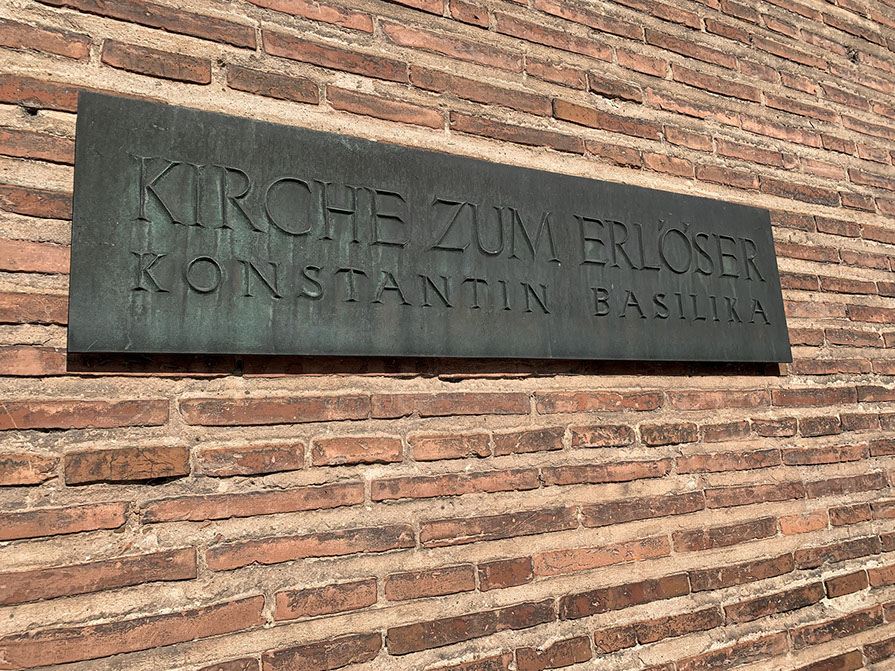 KIRCHE ZUM ERLÖSER
KONSTANTIN BASILIKA